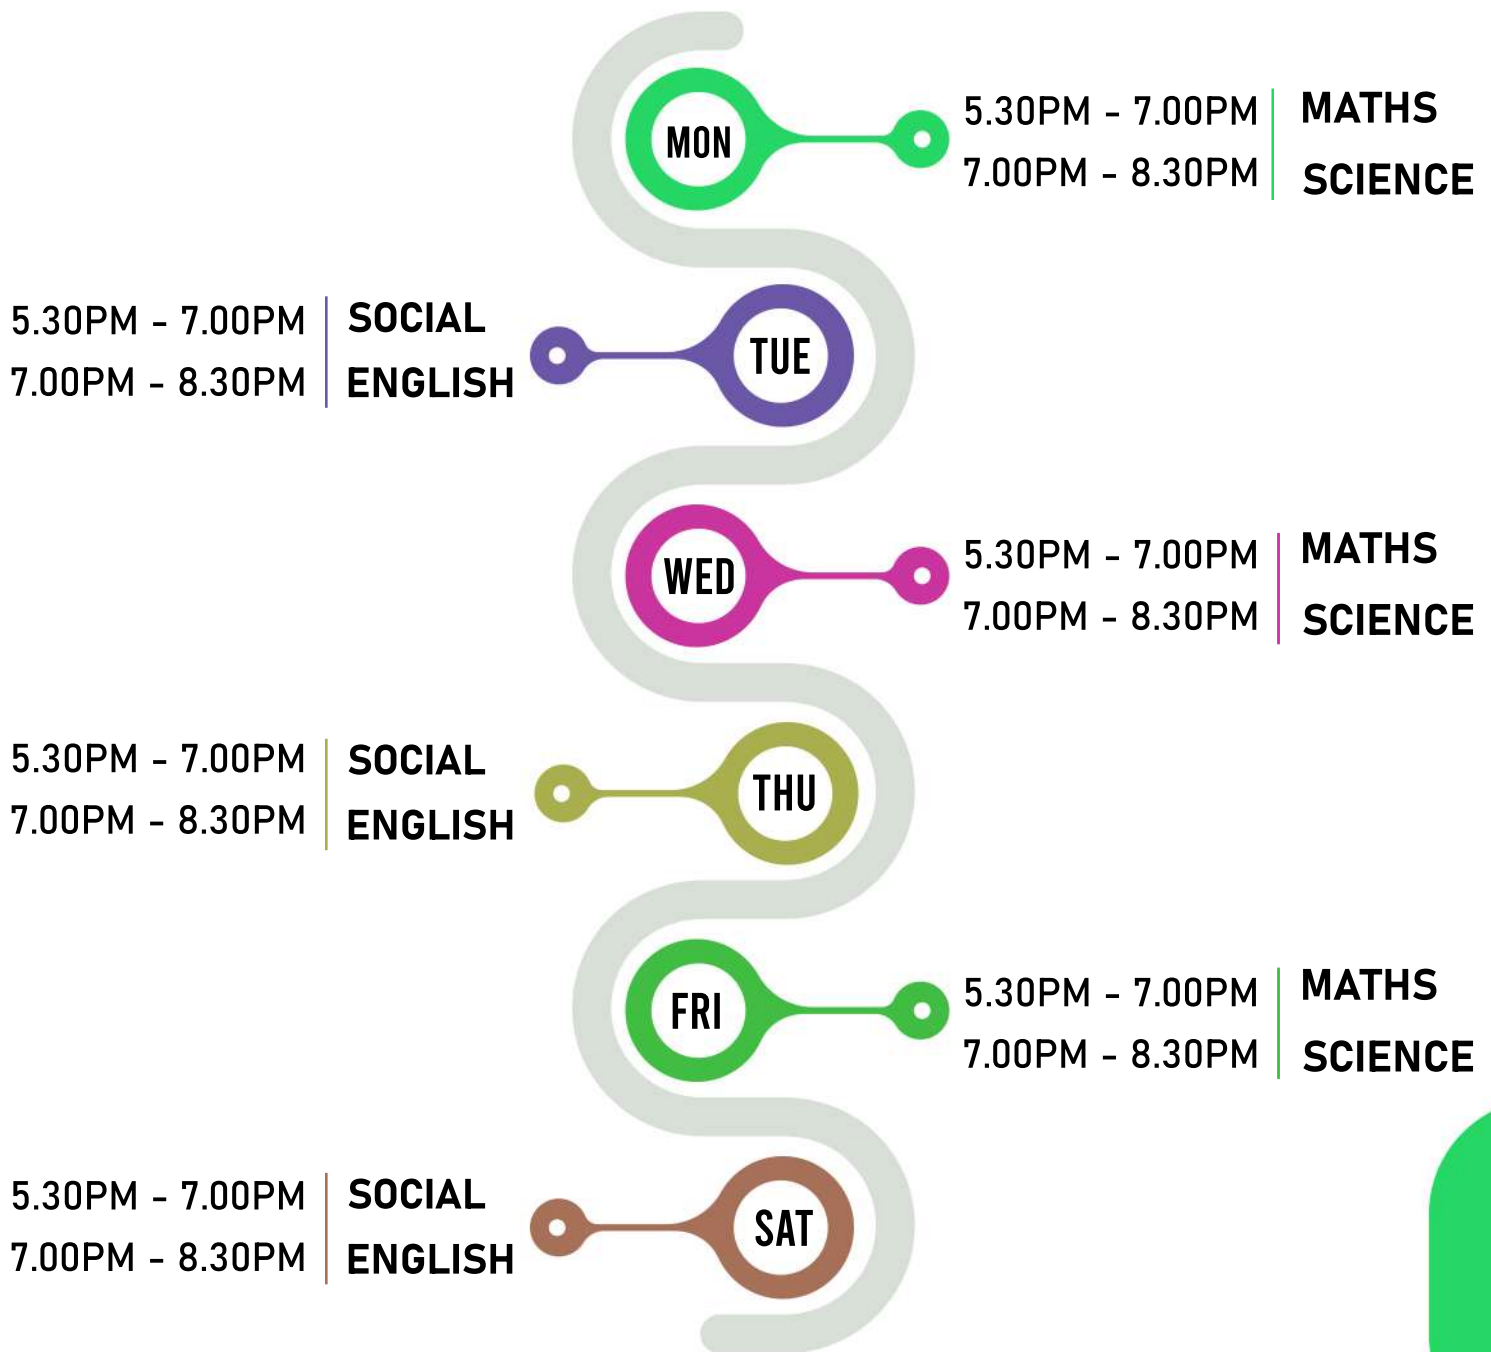 MON
5.30PM - 7.00PM MATHS
7.00PM - 8.30PM SCIENCE
5.30PM - 7.00PM SOCIAL
7.00PM - 8.30PM ENGLISH
TUE
WED
5.30PM - 7.00PM MATHS
7.00PM - 8.30PM SCIENCE
5.30PM - 7.00PM SOCIAL
7.00PM - 8.30PM ENGLISH
THU
FRI
5.30PM - 7.00PM MATHS
7.00PM - 8.30PM SCIENCE
5.30PM - 7.00PM SOCIAL
7.00PM - 8.30PM ENGLISH
SAT